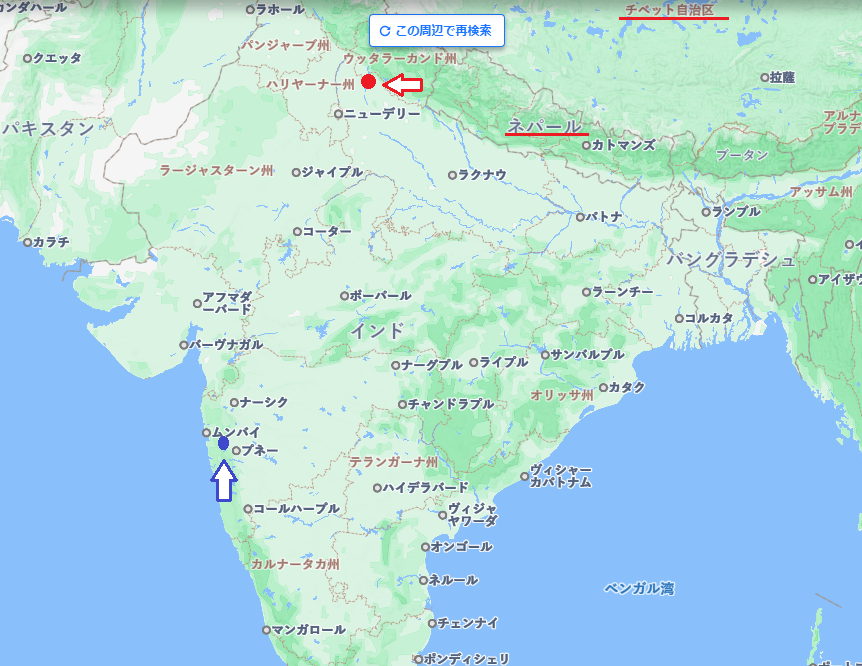 ンダハール
ラホール
チベット自治区
この周辺で再検索
パンジャーブ州
クエッタ
ウッタラーカンド州
拉薩
ハリヤーナー州
ニューデリー
パキスタン
ネパール
アルナ
プラデ
カトマンズ
ブータン
ラージャスターン州
ジャイプル
ラクナウ
アッサム州
パトナ
ランプル
カラチ
コーター
バングラデシュ
アイザウ
アフマダ
ーバード
ボーパール
ラーンチー
コルカタ
インド
バーヴナガル
ナーグプル
ライプル
サンバルプル
カタク
オリッサ州
ナーシク
チャンドラプル
ムンバイ
プネー
テランガーナ州
ヴィシャー
カパトナム
ハイデラバード
コールハープル
ヴィジャ
ヤワーダ
オンゴール
カルナータカ州
ネルール
ベンガル湾
チェンナイ
マンガロール
ポンディシェリ